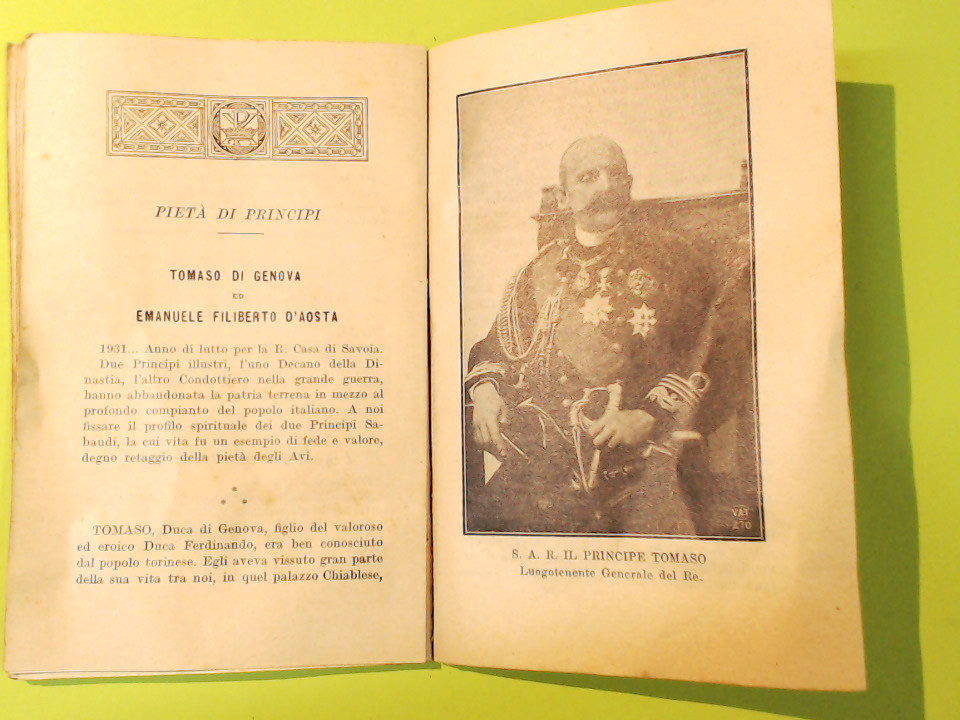 PIETÀ DI PRINCIPI
TOMASO DI GENOVA
ED
EMANUELE FILIBERTO D'AOSTA
1931... Anno di lutto per la R. Casa di Savoia.
Due Principi illustri, l'uno Decano della Di-
nastia, l'altro Condottiero nella grande guerra,
hanno abbandonata la patria terrena in mezzo al
profondo compianto del popolo italiano. A noi
fissare il profilo spirituale dei due Principi Sa-
baudi, la cui vita fu un esempio di fede e valore,
degno retaggio della pietà degli Avi.
TOMASO, Duca di Genova, figlio del valoroso
ed eroico Duca Ferdinando, era ben conosciuto
dal popolo torinese. Egli aveva vissuto gran parte
della sua vita tra noi, in quel palazzo Chiablese,
VAT
270
S. A. R. IL PRINCIPE TOMASO
Luogotenente Generale del Re.